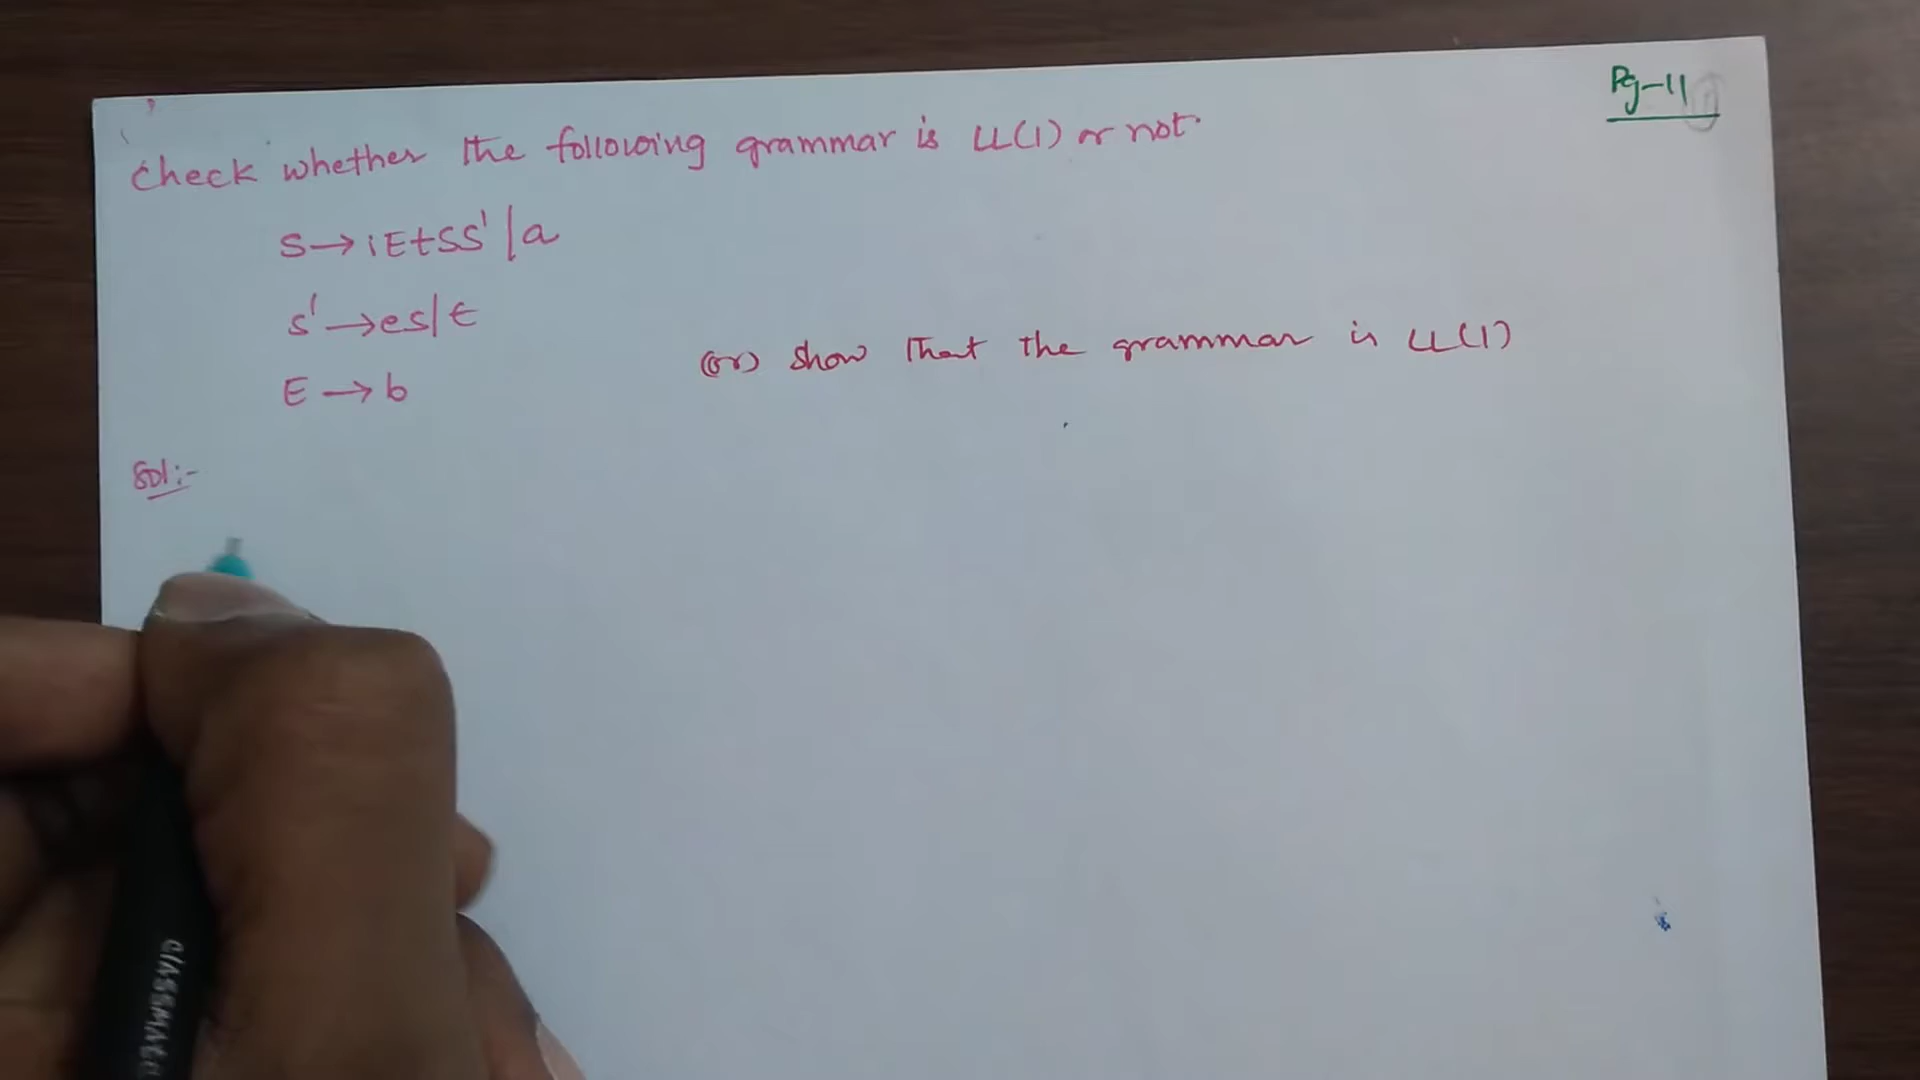 Pg-11
Check whether the following grammar is LL(1) or not.
S→iEtSS'|a
S'→eS|ϵ
E→b
(or) show that the grammar is LL(1)
Sol:-
CLASSMATE